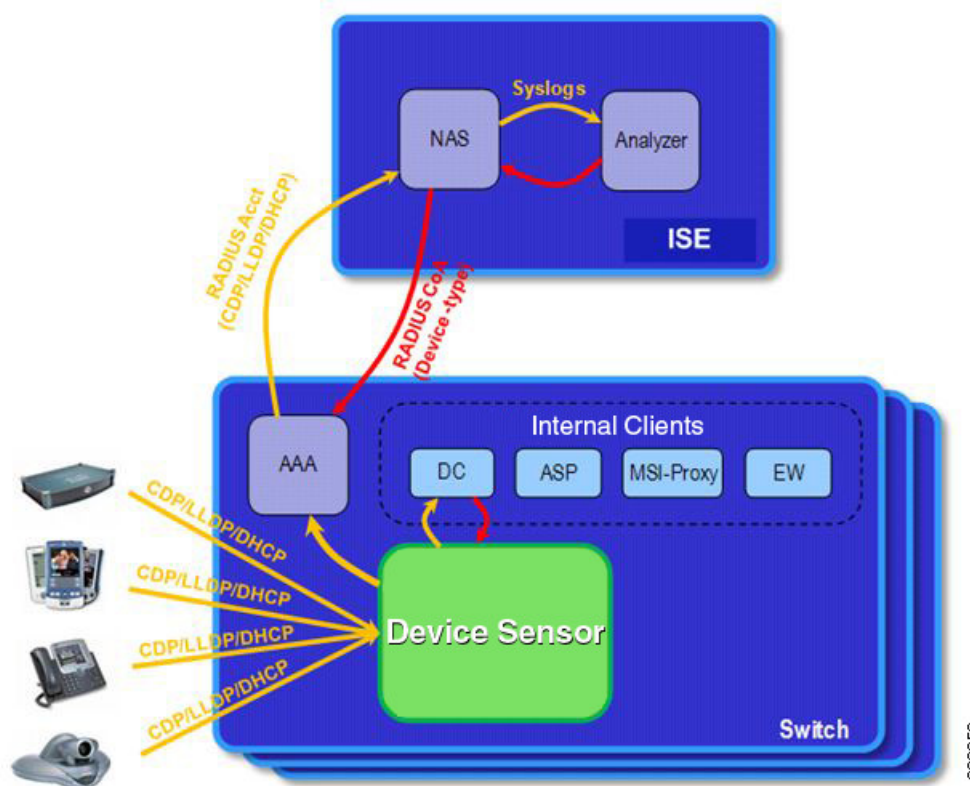 Syslogs
NAS
Analyzer
ISE
RADIUS Acct
(CDP/LLDP/DHCP)
RADIUS CoA
(Device-type)
Internal Clients
AAA
DC
ASP
MSI-Proxy
EW
CDP/LLDP/DHCP
CDP/LLDP/DHCP
CDP/LLDP/DHCP
CDP/LLDP/DHCP
Device Sensor
Switch